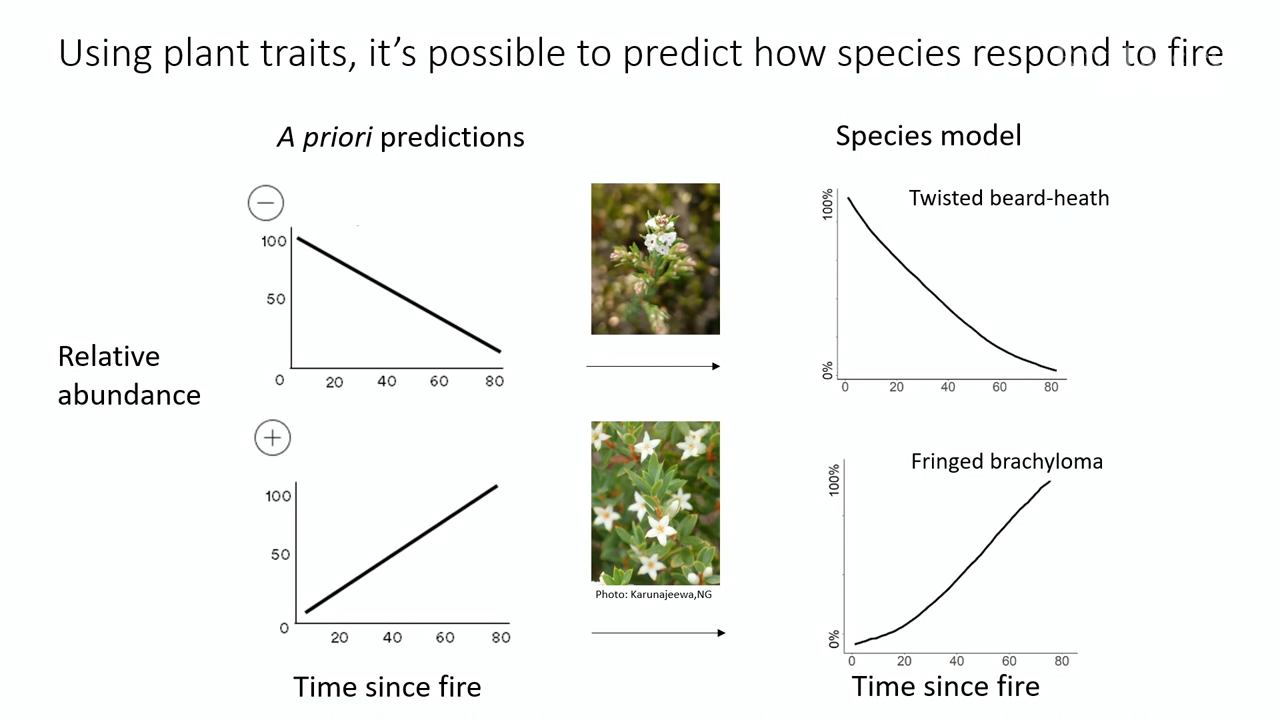 Using plant traits, it's possible to predict how species respond to fire
A priori predictions
Species model
−
100
50
0
20 40 60 80
Twisted beard-heath
100%
0%
0 20 40 60 80
Relative
abundance
+
100
50
0
20 40 60 80
Photo: Karunajeewa,NG
Fringed brachyloma
100%
0%
0 20 40 60 80
Time since fire
Time since fire